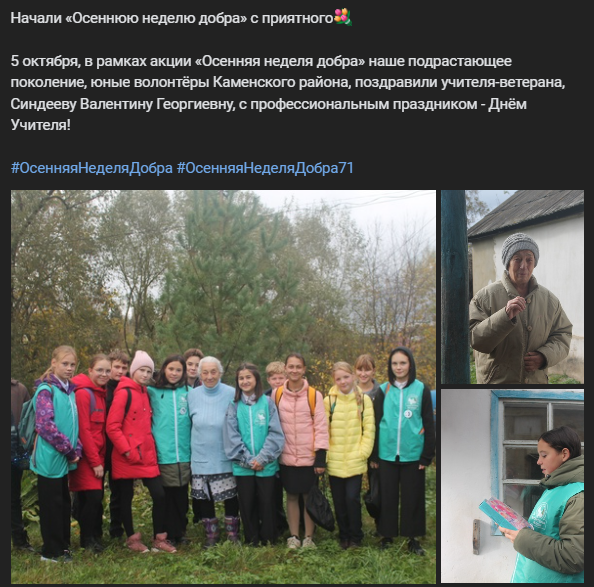 Начали «Осеннюю неделю добра» с приятного💐
5 октября, в рамках акции «Осенняя неделя добра» наше подрастающее
поколение, юные волонтёры Каменского района, поздравили учителя-ветерана,
Синдееву Валентину Георгиевну, с профессиональным праздником - Днём
Учителя!
#ОсенняяНеделяДобра #ОсенняяНеделяДобра71